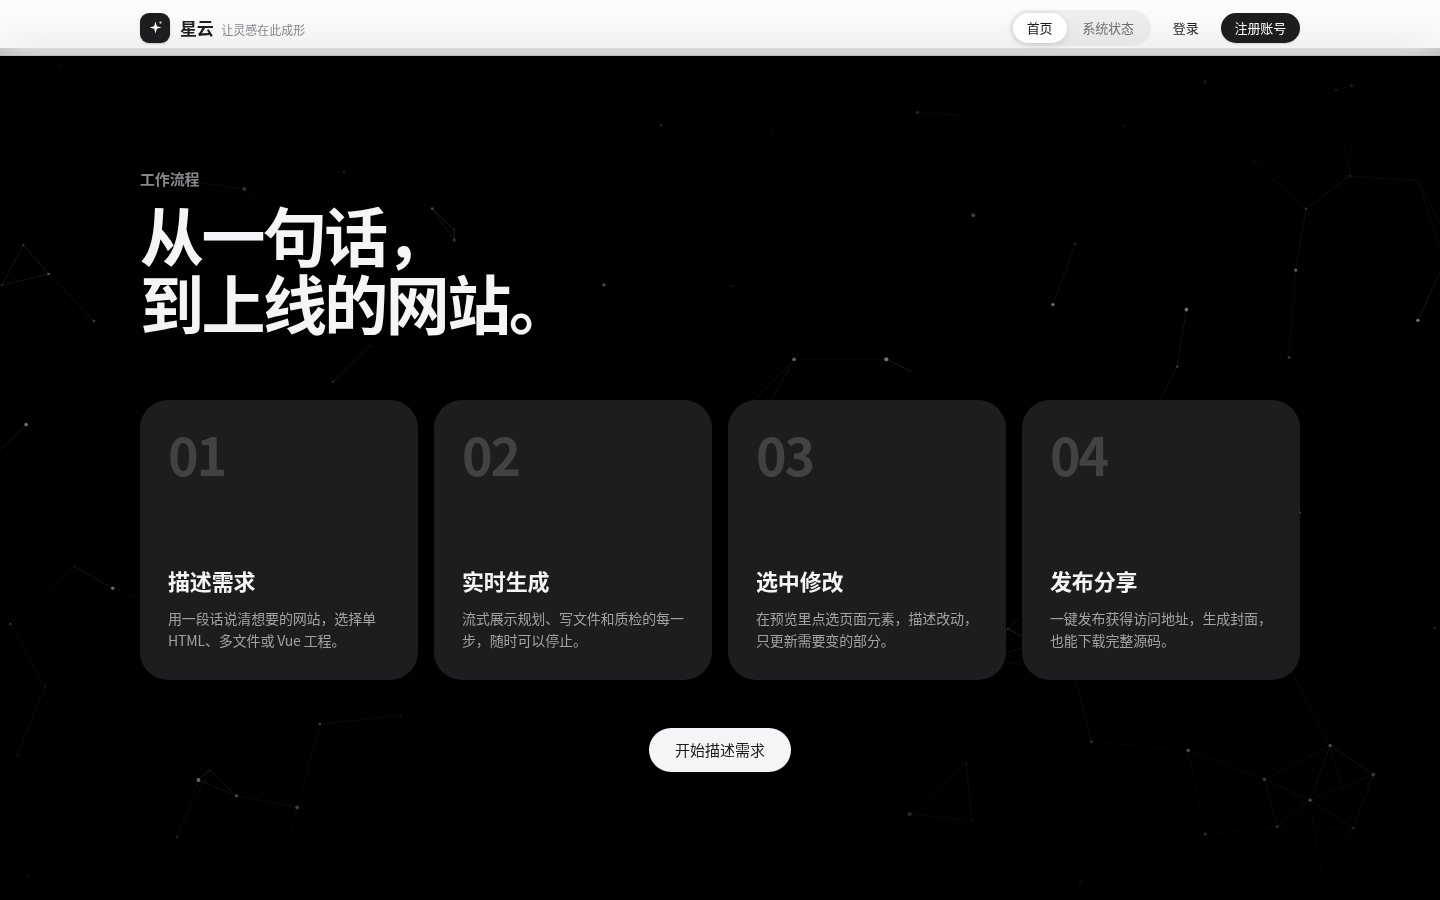 星云 让灵感在此成形
首页 系统状态 登录 注册账号
工作流程
从一句话，
到上线的网站。
01
描述需求
用一段话说清想要的网站，选择单
HTML、多文件或 Vue 工程。
02
实时生成
流式展示规划、写文件和质检的每一
步，随时可以停止。
03
选中修改
在预览里点选页面元素，描述改动，
只更新需要变的部分。
04
发布分享
一键发布获得访问地址，生成封面，
也能下载完整源码。
开始描述需求